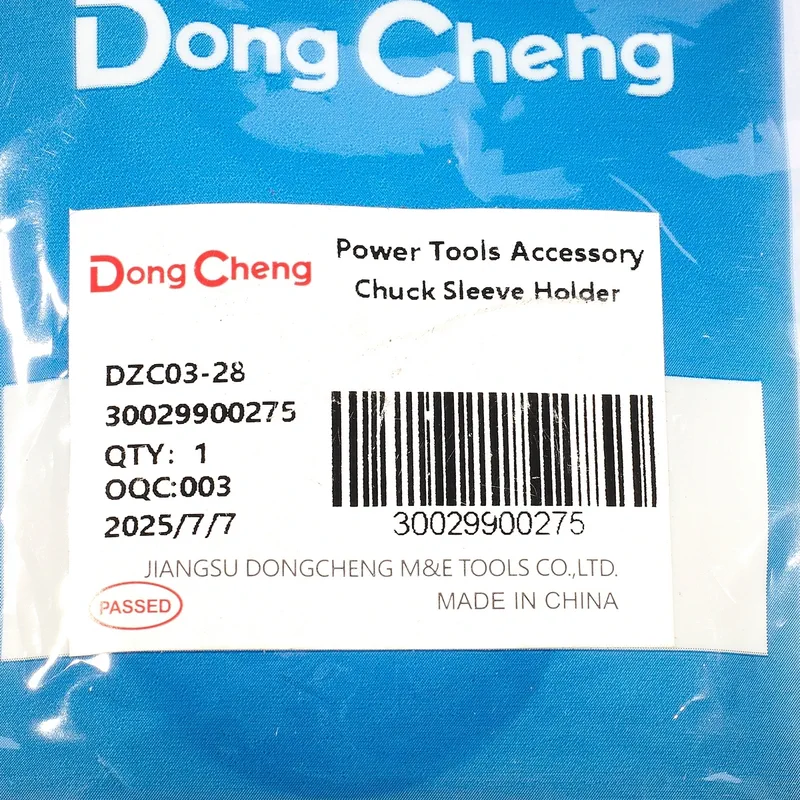 Dong Cheng
Dong Cheng
Power Tools Accessory
Chuck Sleeve Holder
DZC03-28
30029900275
QTY: 1
OQC:003
2025/7/7
30029900275
JIANGSU DONGCHENG M&E TOOLS CO.,LTD.
PASSED
MADE IN CHINA